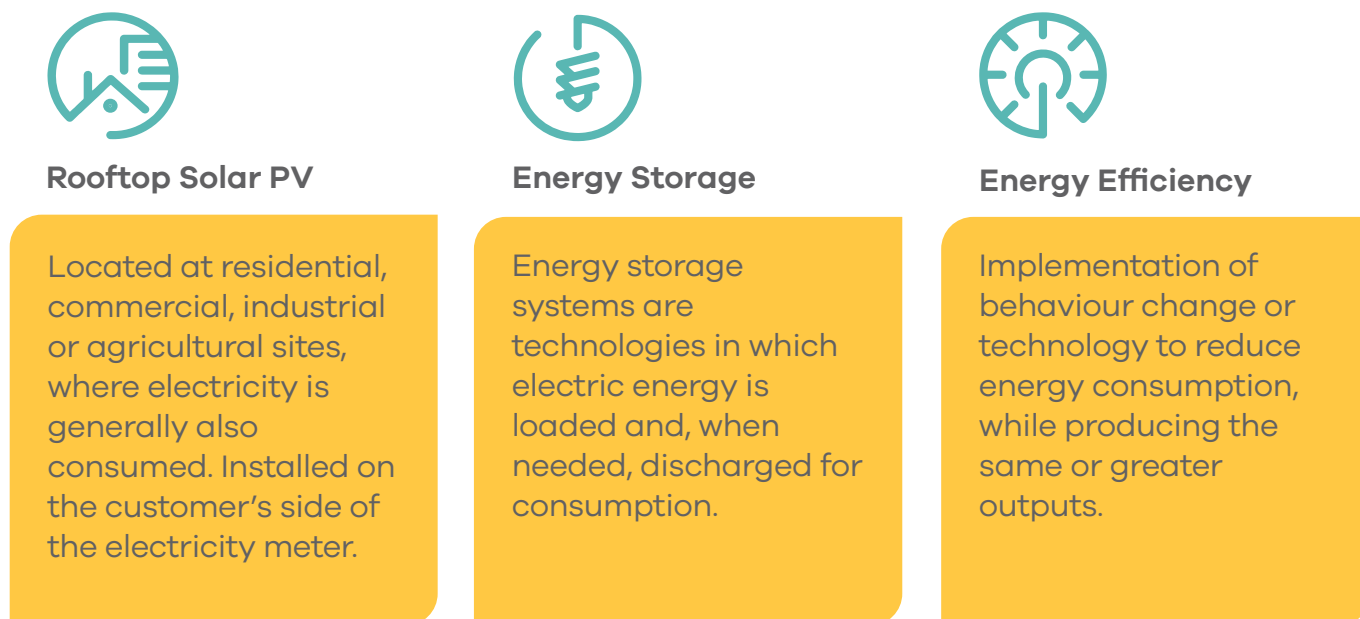 Rooftop Solar PV
Located at residential,
commercial, industrial
or agricultural sites,
where electricity is
generally also
consumed. Installed on
the customer’s side of
the electricity meter.
Energy Storage
Energy storage
systems are
technologies in which
electric energy is
loaded and, when
needed, discharged for
consumption.
Energy Efficiency
Implementation of
behaviour change or
technology to reduce
energy consumption,
while producing the
same or greater
outputs.